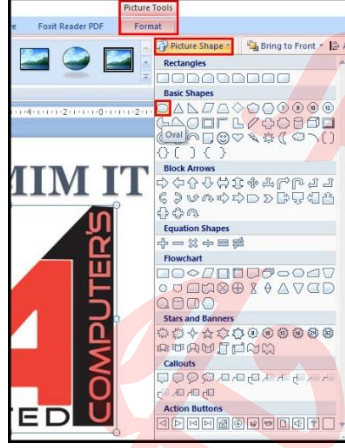 Picture Tools
Foxit Reader PDF
Format
Picture Shape
Bring to Front
Rectangles
Basic Shapes
Oval
Block Arrows
Equation Shapes
Flowchart
Stars and Banners
Callouts
Action Buttons
MIM IT
COMPUTER'S
TED